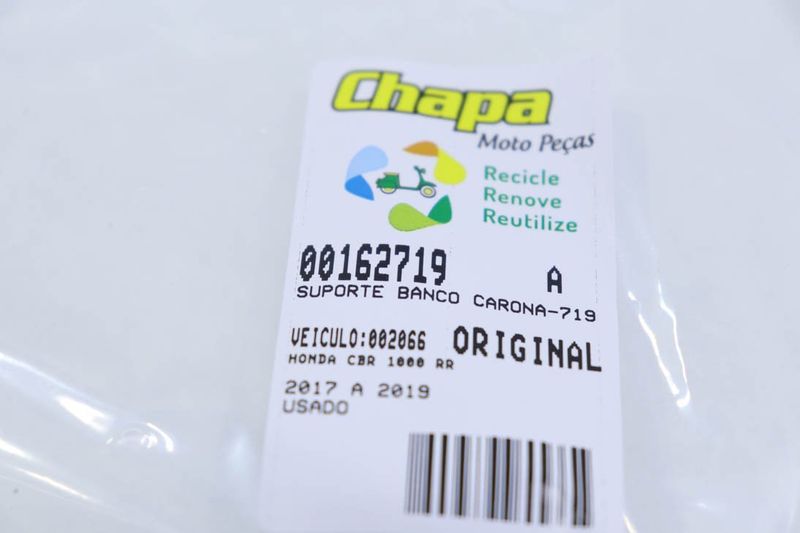 Chapa
Moto Peças
Recicle
Renove
Reutilize
00162719 A
SUPORTE BANCO CARONA-719
VEICULO:002066 ORIGINAL
HONDA CBR 1000 RR
2017 A 2019
USADO